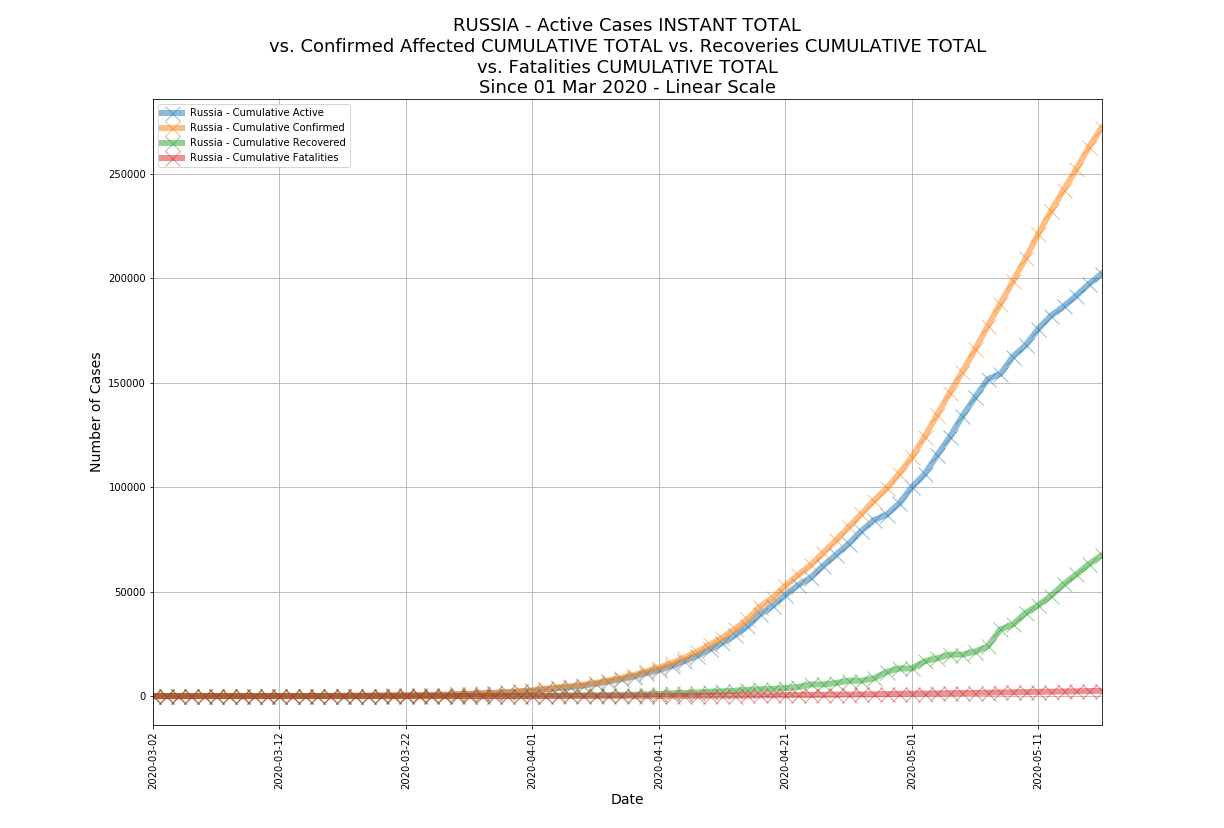 RUSSIA - Active Cases INSTANT TOTAL
vs. Confirmed Affected CUMULATIVE TOTAL vs. Recoveries CUMULATIVE TOTAL
vs. Fatalities CUMULATIVE TOTAL
Since 01 Mar 2020 - Linear Scale
Russia - Cumulative Active
Russia - Cumulative Confirmed
Russia - Cumulative Recovered
Russia - Cumulative Fatalities
Number of Cases
250000
200000
150000
100000
50000
0
2020-03-02
2020-03-12
2020-03-22
2020-04-01
2020-04-11
2020-04-21
2020-05-01
2020-05-11
Date